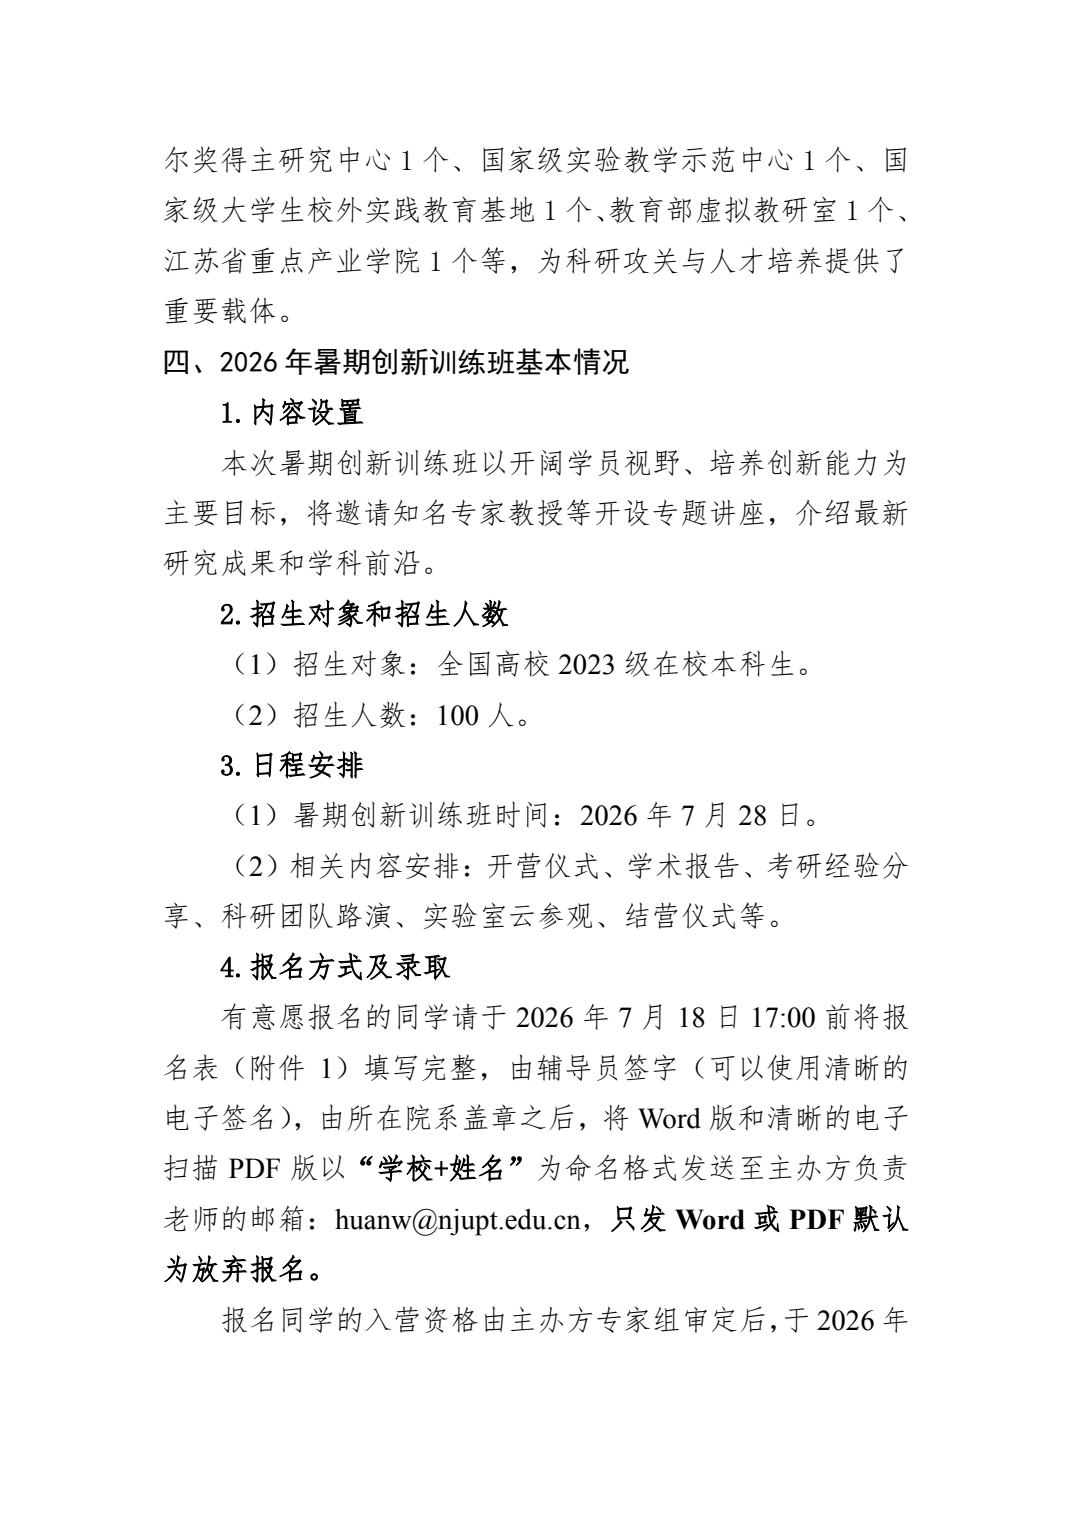 尔奖得主研究中心 1 个、国家级实验教学示范中心 1 个、国
家级大学生校外实践教育基地 1 个、教育部虚拟教研室 1 个、
江苏省重点产业学院 1 个等，为科研攻关与人才培养提供了
重要载体。
四、2026 年暑期创新训练班基本情况
1.内容设置
本次暑期创新训练班以开阔学员视野、培养创新能力为
主要目标，将邀请知名专家教授等开设专题讲座，介绍最新
研究成果和学科前沿。
2.招生对象和招生人数
（1）招生对象：全国高校 2023 级在校本科生。
（2）招生人数：100 人。
3.日程安排
（1）暑期创新训练班时间：2026 年 7 月 28 日。
（2）相关内容安排：开营仪式、学术报告、考研经验分
享、科研团队路演、实验室云参观、结营仪式等。
4.报名方式及录取
有意愿报名的同学请于 2026 年 7 月 18 日 17:00 前将报
名表（附件 1）填写完整，由辅导员签字（可以使用清晰的
电子签名），由所在院系盖章之后，将 Word 版和清晰的电子
扫描 PDF 版以“学校+姓名”为命名格式发送至主办方负责
老师的邮箱：huanw@njupt.edu.cn，只发 Word 或 PDF 默认
为放弃报名。
报名同学的入营资格由主办方专家组审定后，于 2026 年